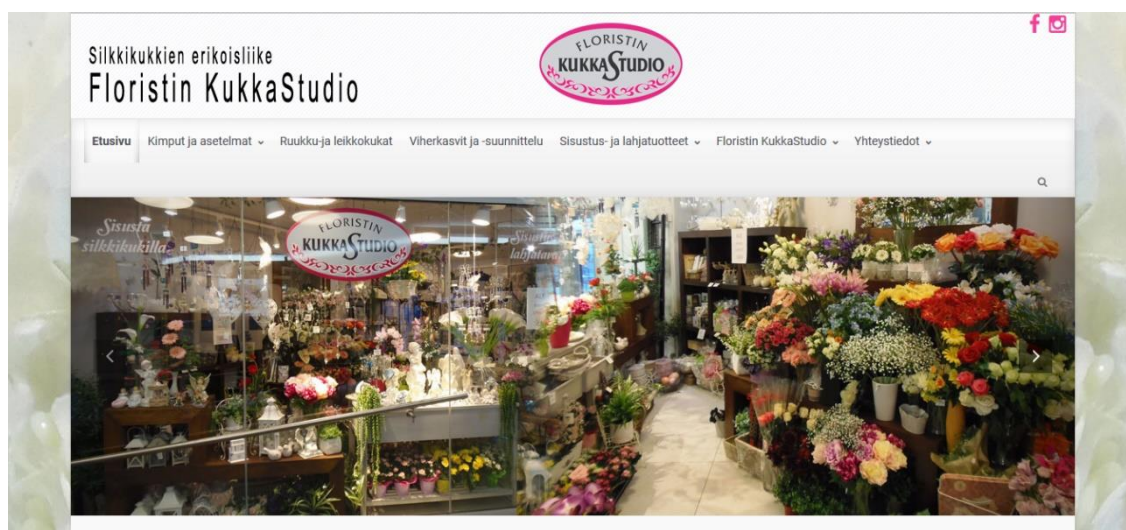 Silkkikukkien erikoisliike
Floristin KukkaStudio
FLORISTIN
KUKKASTUDIO
Etusivu Kimput ja asetelmat Ruukku-ja leikkokukat Viherkasvit ja -suunnittelu Sisustus- ja lahjatuotteet Floristin KukkaStudio Yhteystiedot
Sisusta
silkkikukilla
FLORISTIN
KUKKASTUDIO